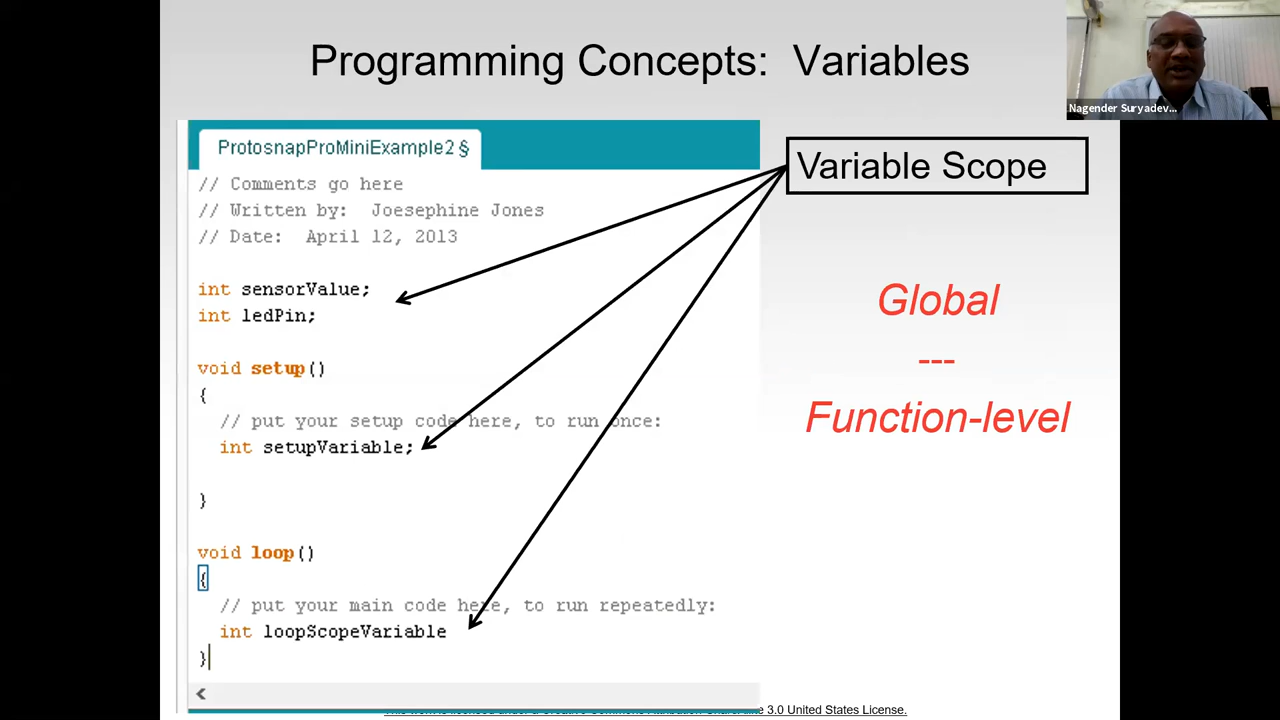 Programming Concepts: Variables
Nagender Suryadev...
ProtosnapProMiniExample2 §
Variable Scope
// Comments go here
// Written by: Joesephine Jones
// Date: April 12, 2013
int sensorValue;
int ledPin;
Global
---
Function-level
void setup()
{
// put your setup code here, to run once:
int setupVariable;
}
void loop()
{
// put your main code here, to run repeatedly:
int loopScopeVariable
}
<
3.0 United States License.